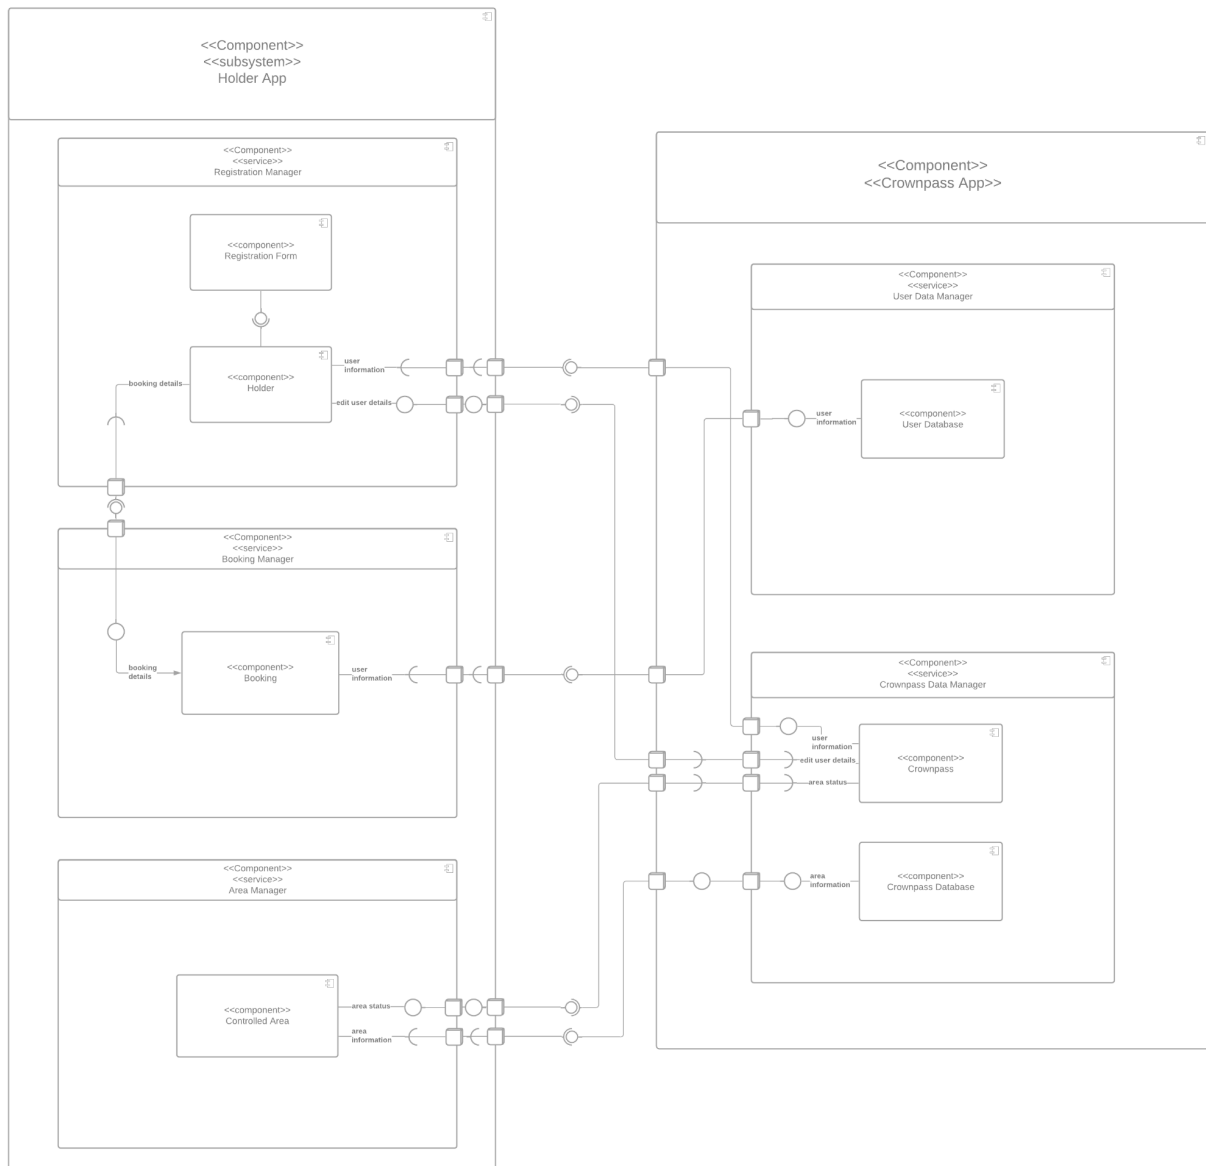 <<Component>>
<<subsystem>>
Holder App
<<Component>>
<<service>>
Registration Manager
<<component>>
Registration Form
<<component>>
Holder
user
information
edit user details
booking details
<<Component>>
<<service>>
Booking Manager
<<component>>
Booking
booking
details
user
information
<<Component>>
<<service>>
Area Manager
<<component>>
Controlled Area
area status
area
information
<<Component>>
<<Crownpass App>>
<<Component>>
<<service>>
User Data Manager
<<component>>
User Database
user
information
<<Component>>
<<service>>
Crownpass Data Manager
<<component>>
Crownpass
user
information
edit user details
area status
<<component>>
Crownpass Database
area
information